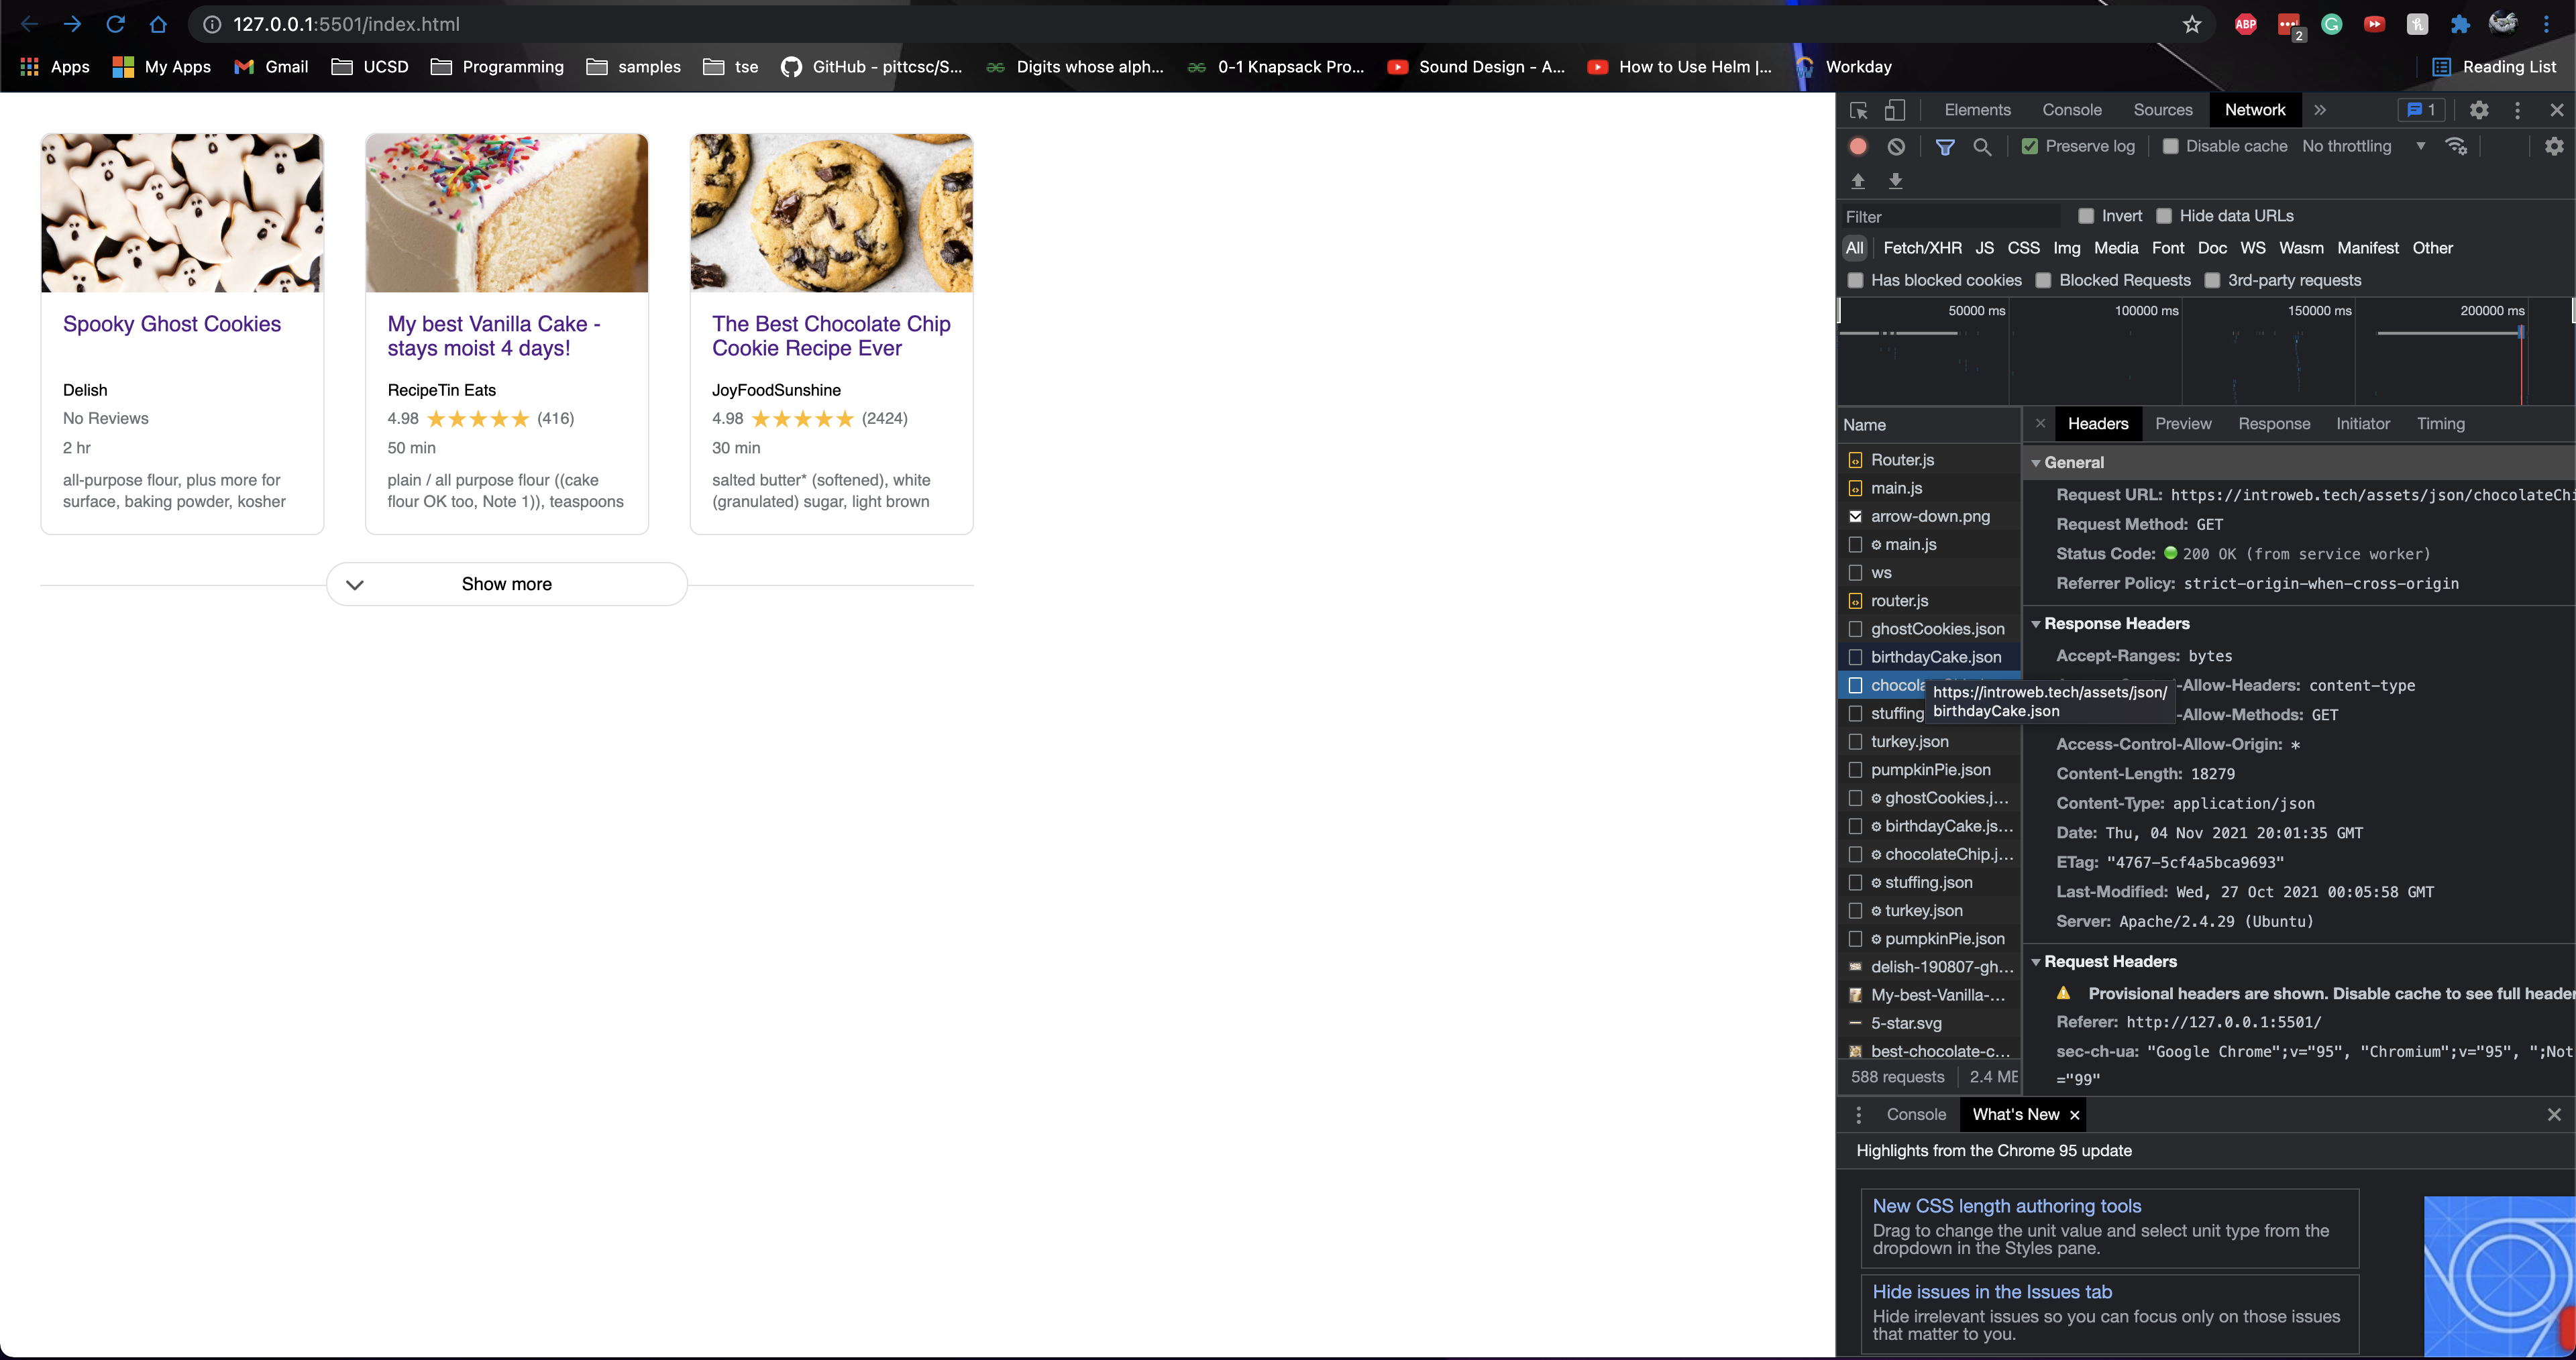 127.0.0.1:5501/index.html
ABP
2
Apps My Apps Gmail UCSD Programming samples tse GitHub - pittcsc/S... Digits whose alph... 0-1 Knapsack Pro... Sound Design - A... How to Use Helm |... Workday Reading List
Elements Console Sources Network 1
Preserve log Disable cache No throttling
Filter Invert Hide data URLs
All Fetch/XHR JS CSS Img Media Font Doc WS Wasm Manifest Other
Has blocked cookies Blocked Requests 3rd-party requests
50000 ms 100000 ms 150000 ms 200000 ms
Spooky Ghost Cookies
Delish
No Reviews
2 hr
all-purpose flour, plus more for
surface, baking powder, kosher
My best Vanilla Cake -
stays moist 4 days!
RecipeTin Eats
4.98 (416)
50 min
plain / all purpose flour ((cake
flour OK too, Note 1)), teaspoons
The Best Chocolate Chip
Cookie Recipe Ever
JoyFoodSunshine
4.98 (2424)
30 min
salted butter* (softened), white
(granulated) sugar, light brown
Show more
Name
Router.js
main.js
arrow-down.png
main.js
ws
router.js
ghostCookies.json
birthdayCake.json
chocola
stuffing
turkey.json
pumpkinPie.json
ghostCookies.j...
birthdayCake.js...
chocolateChip.j...
stuffing.json
turkey.json
pumpkinPie.json
delish-190807-gh...
My-best-Vanilla-...
5-star.svg
best-chocolate-c...
588 requests 2.4 ME
https://introweb.tech/assets/json/
birthdayCake.json
Headers Preview Response Initiator Timing
General
Request URL: https://introweb.tech/assets/json/chocolateChi
Request Method: GET
Status Code: 200 OK (from service worker)
Referrer Policy: strict-origin-when-cross-origin
Response Headers
Accept-Ranges: bytes
-Allow-Headers: content-type
-Allow-Methods: GET
Access-Control-Allow-Origin: *
Content-Length: 18279
Content-Type: application/json
Date: Thu, 04 Nov 2021 20:01:35 GMT
ETag: "4767-5cf4a5bca9693"
Last-Modified: Wed, 27 Oct 2021 00:05:58 GMT
Server: Apache/2.4.29 (Ubuntu)
Request Headers
Provisional headers are shown. Disable cache to see full header
Referer: http://127.0.0.1:5501/
sec-ch-ua: "Google Chrome";v="95", "Chromium";v="95", ";Not
="99"
Console What's New
Highlights from the Chrome 95 update
New CSS length authoring tools
Drag to change the unit value and select unit type from the
dropdown in the Styles pane.
Hide issues in the Issues tab
Hide irrelevant issues so you can focus only on those issues
that matter to you.